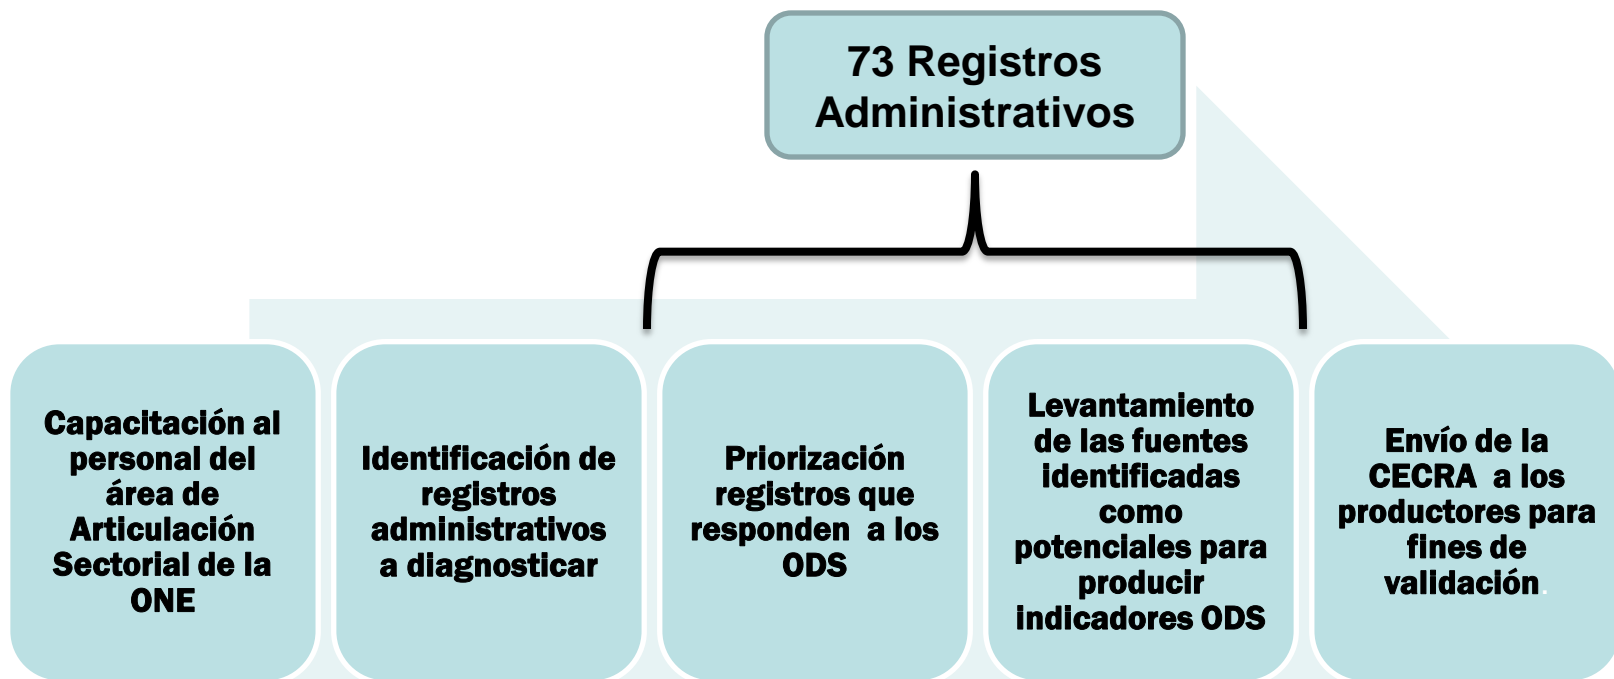 73 Registros
Administrativos
Capacitación al
personal del
área de
Articulación
Sectorial de la
ONE
Identificación de
registros
administrativos
a diagnosticar
Priorización
registros que
responden a los
ODS
Levantamiento
de las fuentes
identificadas
como
potenciales para
producir
indicadores ODS
Envío de la
CECRA a los
productores para
fines de
validación.